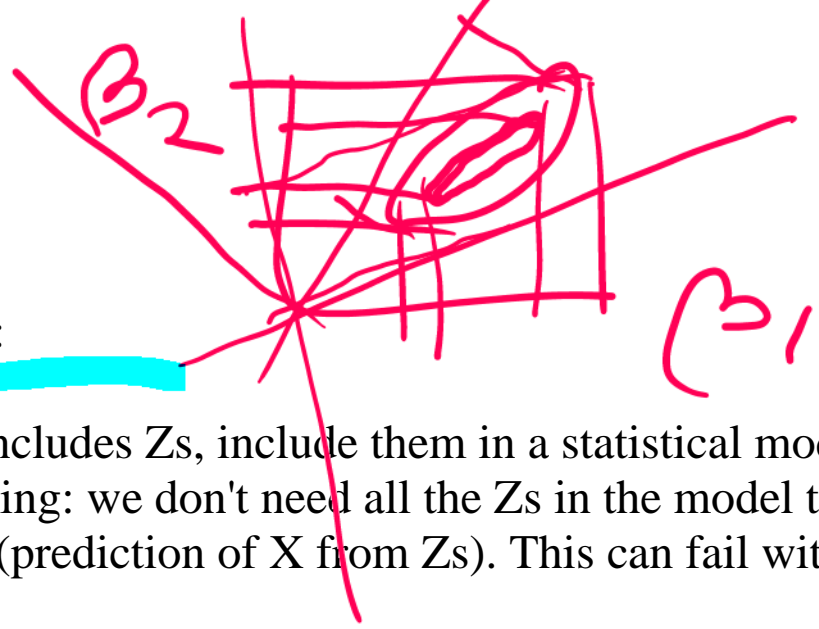 β2
β1
:
ncludes Zs, include them in a statistical mo
ing: we don't need all the Zs in the model t
(prediction of X from Zs). This can fail wit